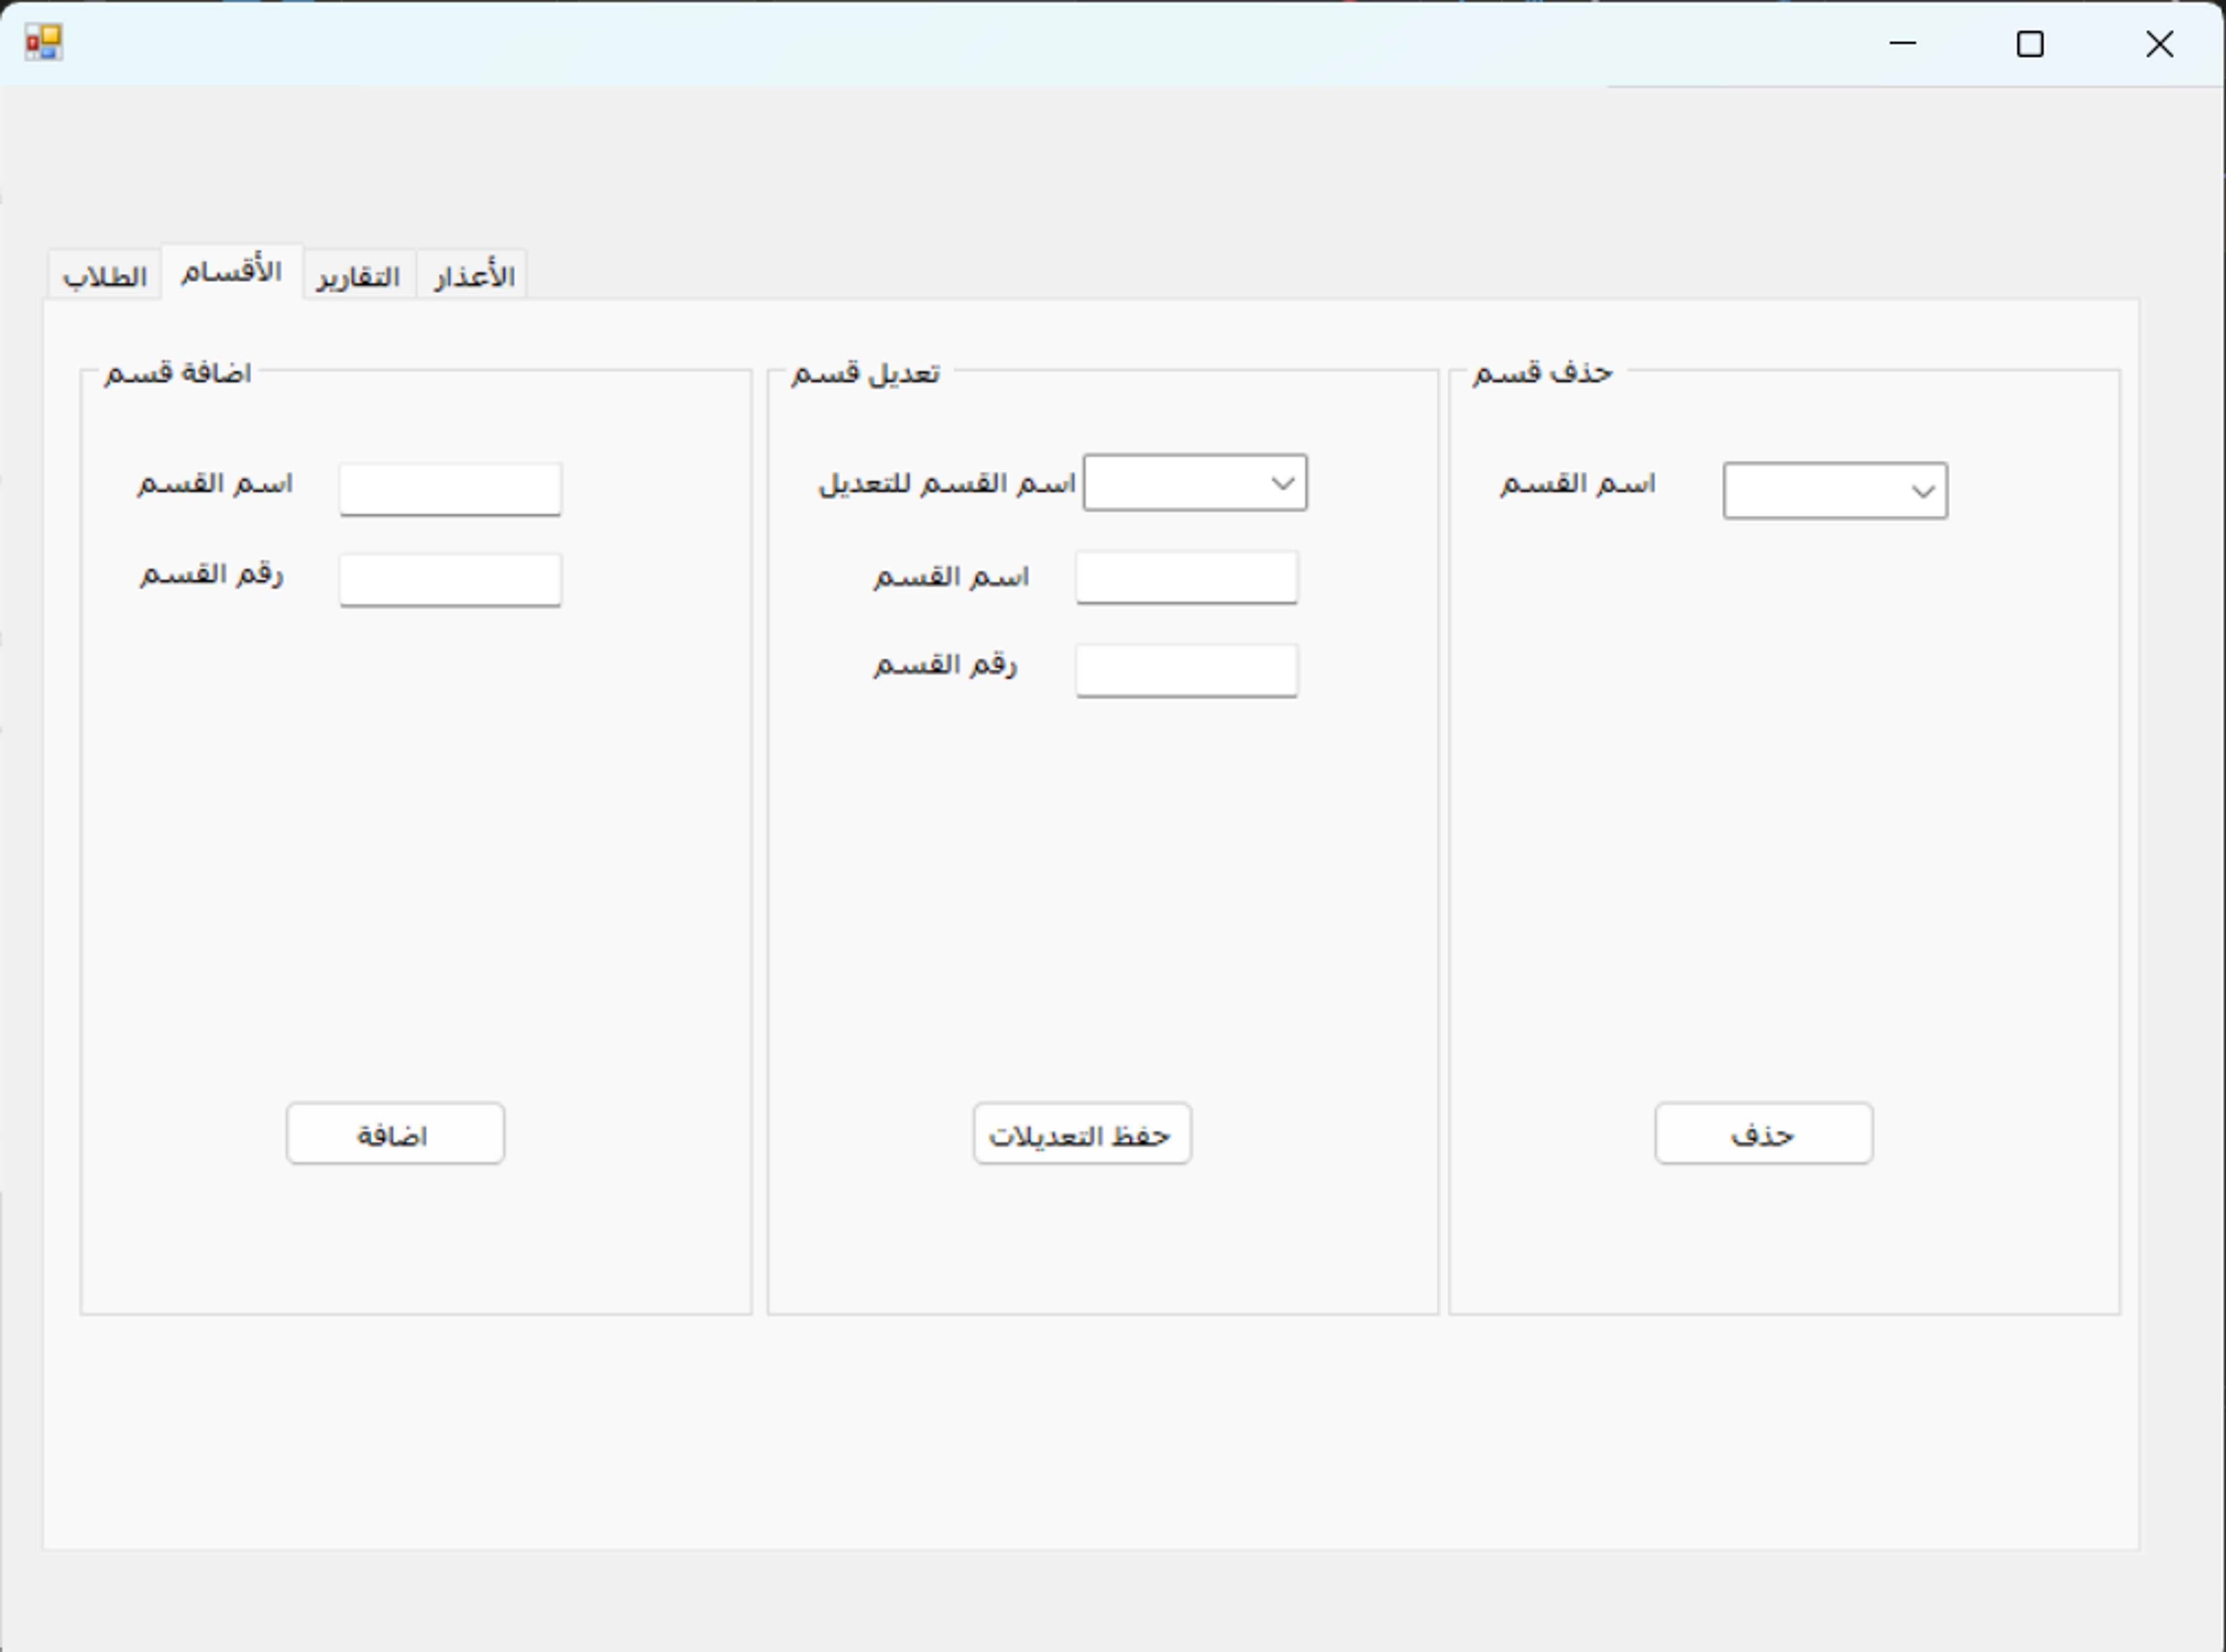 الطلاب
الأقسام
التقارير
الأعذار
اضافة قسم
اسم القسم
رقم القسم
اضافة
تعديل قسم
اسم القسم للتعديل
اسم القسم
رقم القسم
حفظ التعديلات
حذف قسم
اسم القسم
حذف